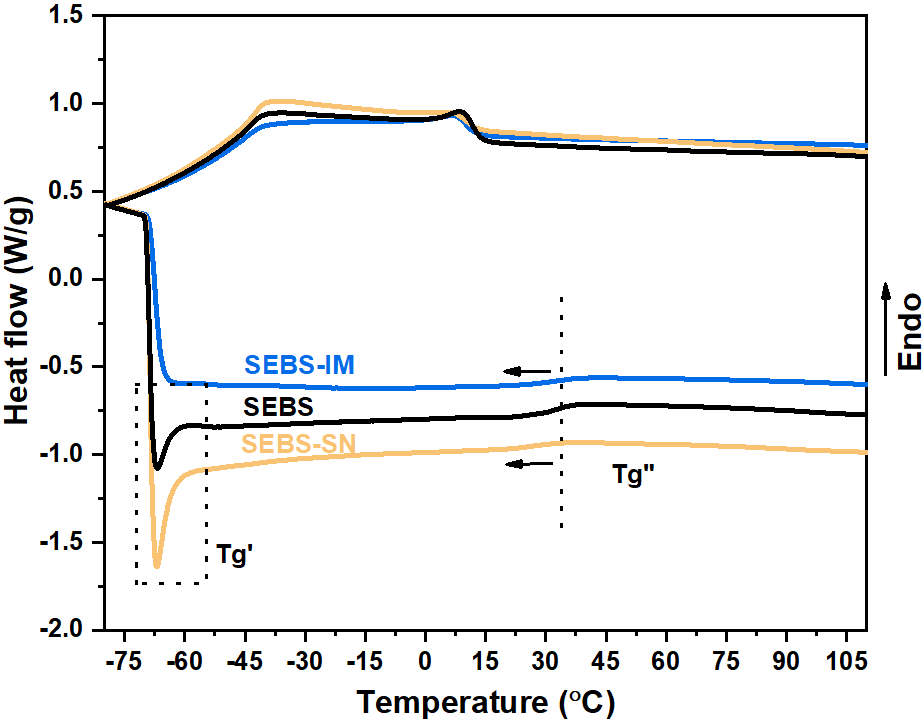 1.5
1.0
0.5
0.0
-0.5
-1.0
-1.5
-2.0
Heat flow (W/g)
SEBS-IM
SEBS
SEBS-SN
Tg'
Tg"
Endo
-75 -60 -45 -30 -15 0 15 30 45 60 75 90 105
Temperature (°C)